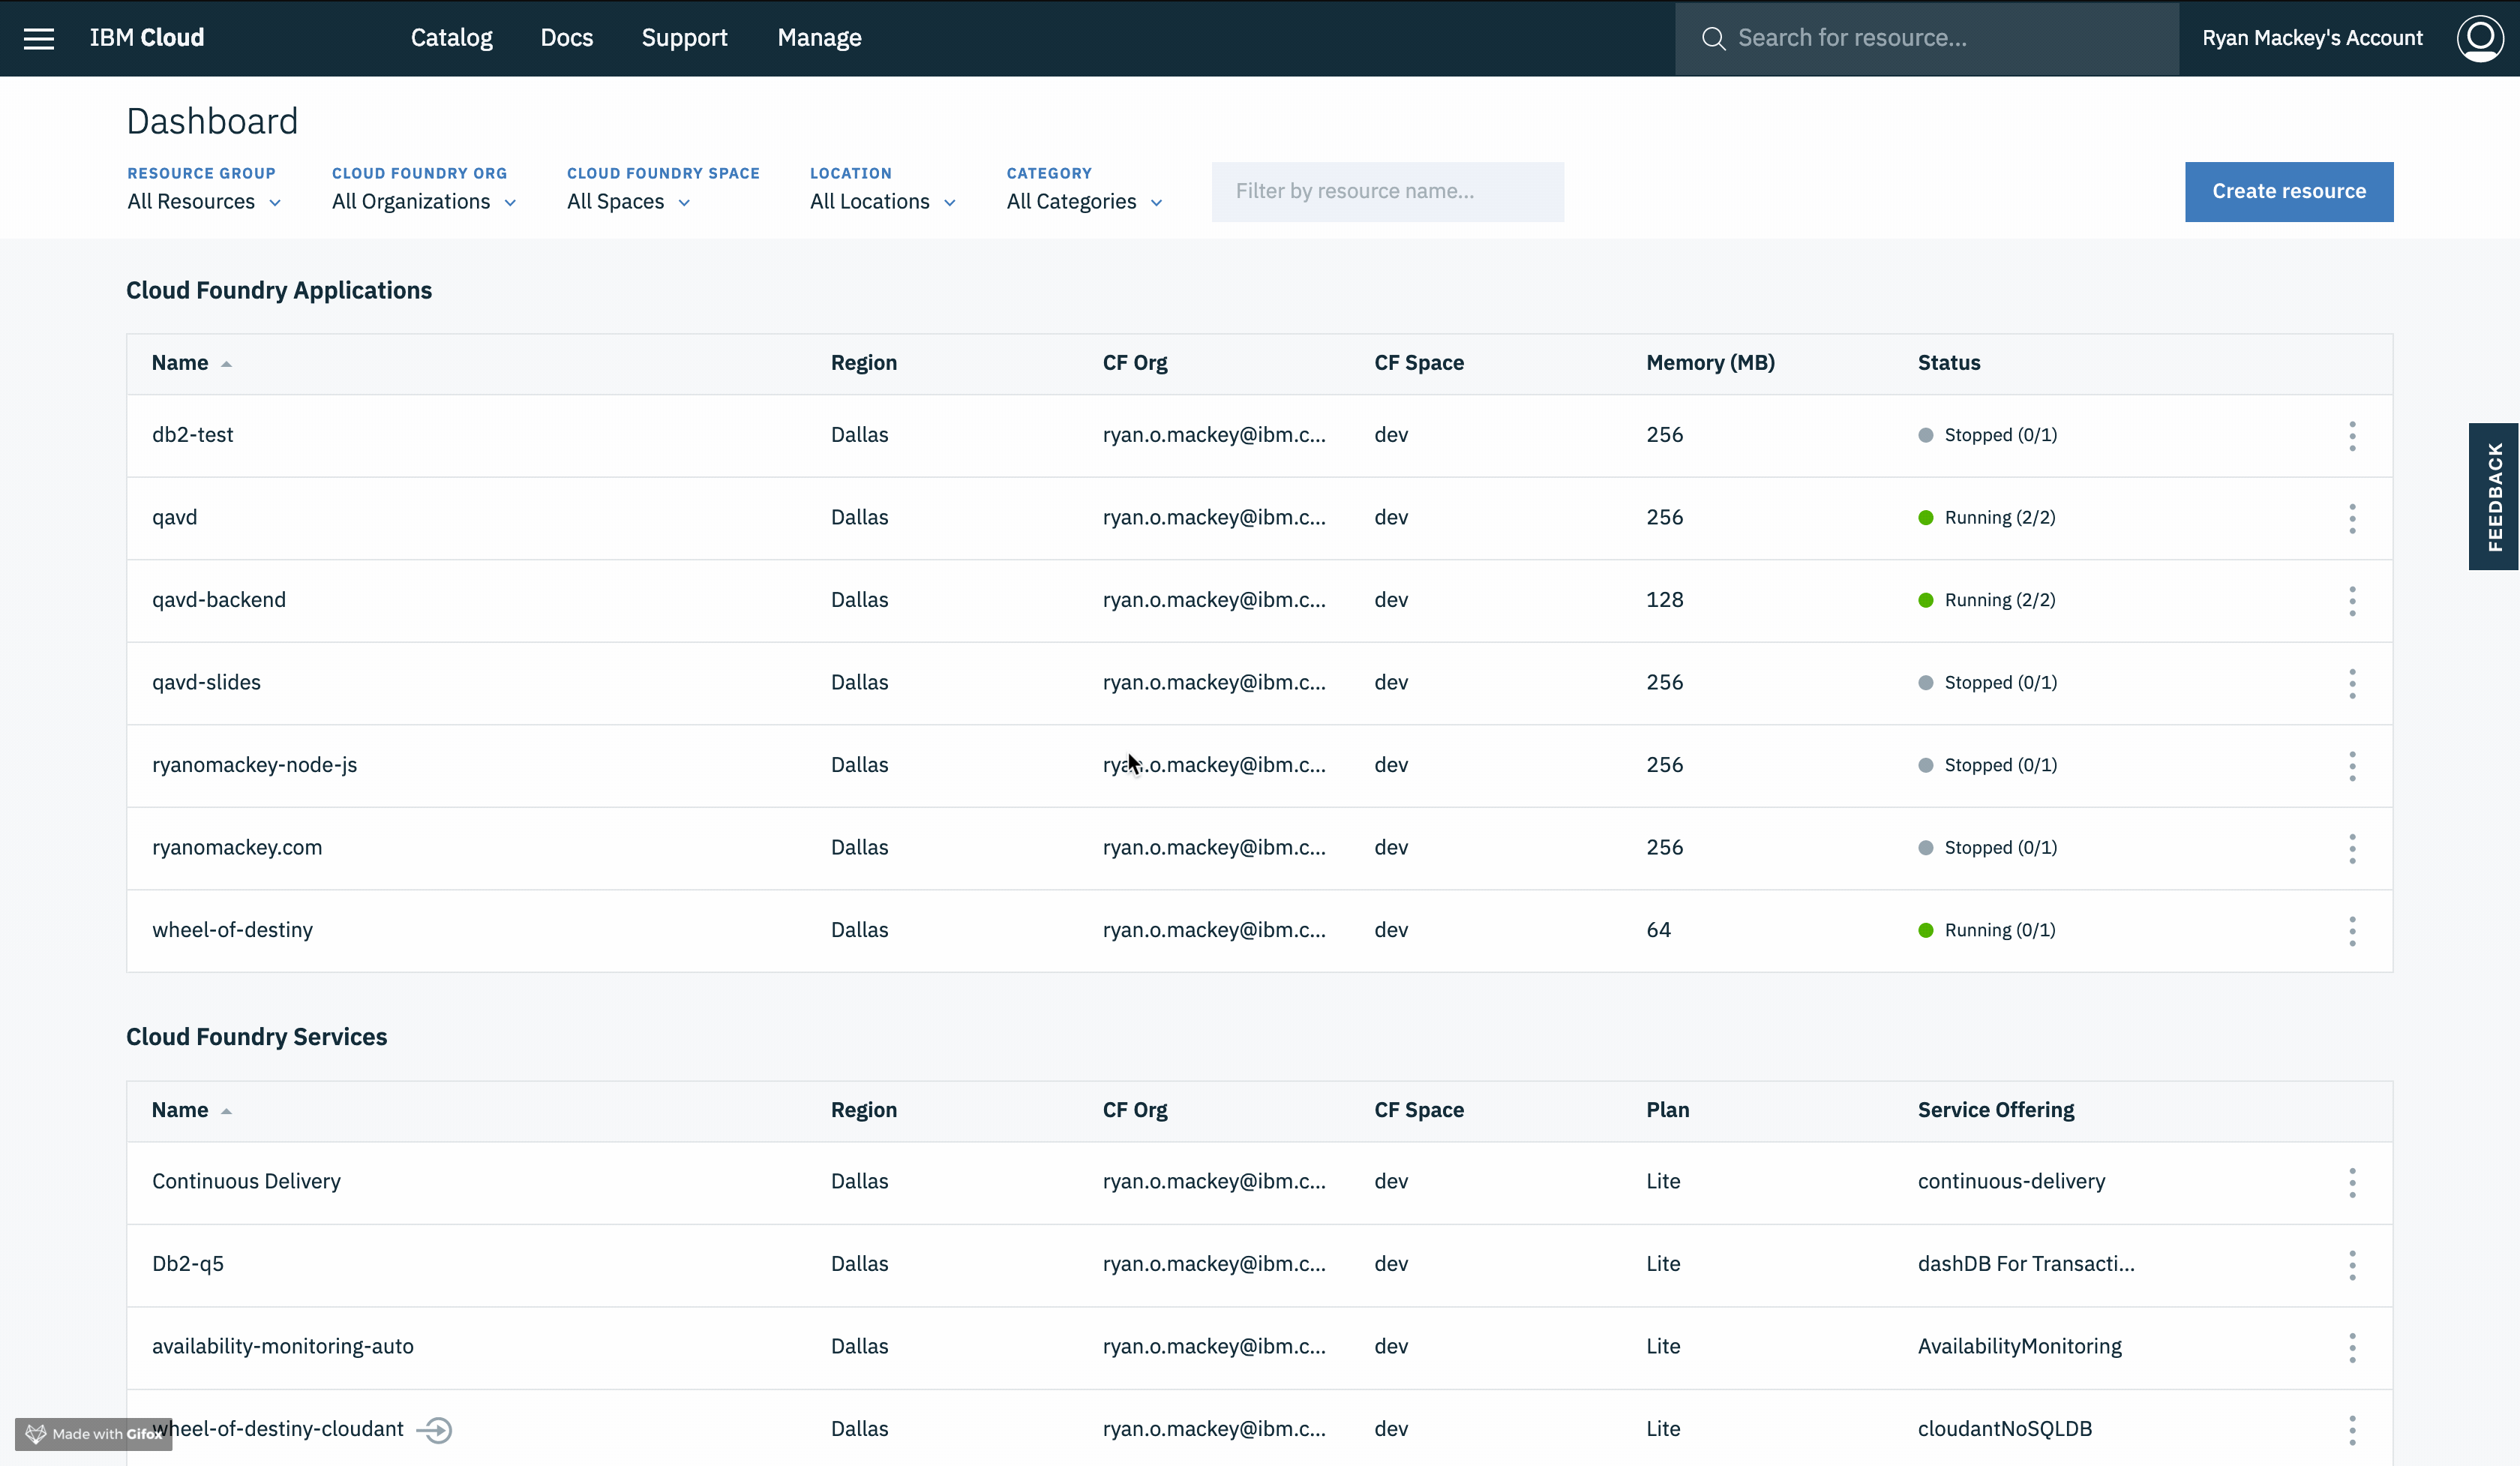 IBM Cloud Catalog Docs Support Manage Search for resource... Ryan Mackey's Account
Dashboard
RESOURCE GROUP CLOUD FOUNDRY ORG CLOUD FOUNDRY SPACE LOCATION CATEGORY
All Resources All Organizations All Spaces All Locations All Categories Filter by resource name... Create resource
Cloud Foundry Applications
Name Region CF Org CF Space Memory (MB) Status
db2-test Dallas ryan.o.mackey@ibm.c... dev 256 Stopped (0/1)
qavd Dallas ryan.o.mackey@ibm.c... dev 256 Running (2/2)
FEEDBACK
qavd-backend Dallas ryan.o.mackey@ibm.c... dev 128 Running (2/2)
qavd-slides Dallas ryan.o.mackey@ibm.c... dev 256 Stopped (0/1)
ryanomackey-node-js Dallas ryan.o.mackey@ibm.c... dev 256 Stopped (0/1)
ryanomackey.com Dallas ryan.o.mackey@ibm.c... dev 256 Stopped (0/1)
wheel-of-destiny Dallas ryan.o.mackey@ibm.c... dev 64 Running (0/1)
Cloud Foundry Services
Name Region CF Org CF Space Plan Service Offering
Continuous Delivery Dallas ryan.o.mackey@ibm.c... dev Lite continuous-delivery
Db2-q5 Dallas ryan.o.mackey@ibm.c... dev Lite dashDB For Transacti...
availability-monitoring-auto Dallas ryan.o.mackey@ibm.c... dev Lite AvailabilityMonitoring
wheel-of-destiny-cloudant Dallas ryan.o.mackey@ibm.c... dev Lite cloudantNoSQLDB
Made with Gifox